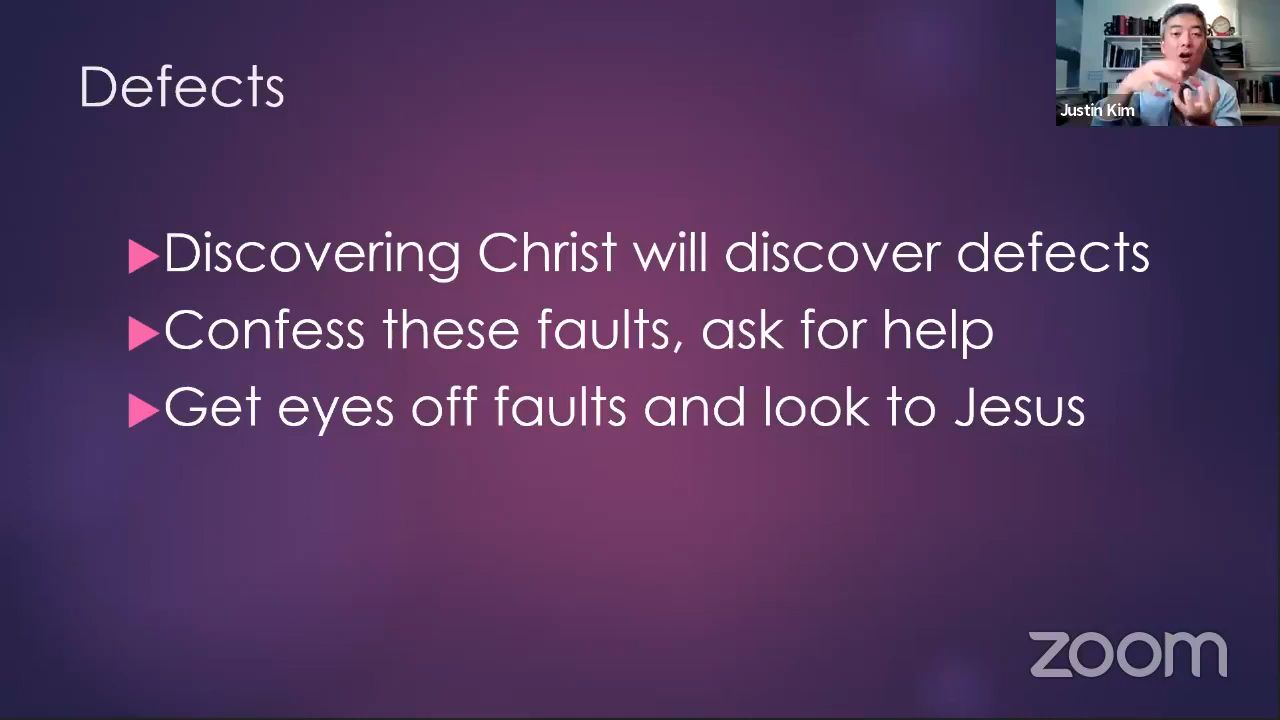 Defects
Justin Kim
Discovering Christ will discover defects
Confess these faults, ask for help
Get eyes off faults and look to Jesus
zoom